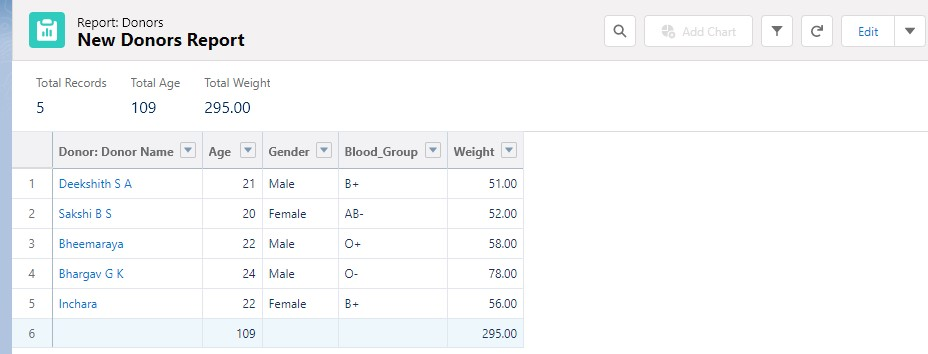 Report: Donors
New Donors Report
Add Chart
Edit
Total Records Total Age Total Weight
5 109 295.00
Donor: Donor Name Age Gender Blood_Group Weight
1 Deekshith S A 21 Male B+ 51.00
2 Sakshi B S 20 Female AB- 52.00
3 Bheemaraya 22 Male O+ 58.00
4 Bhargav G K 24 Male O- 78.00
5 Inchara 22 Female B+ 56.00
6 109 295.00